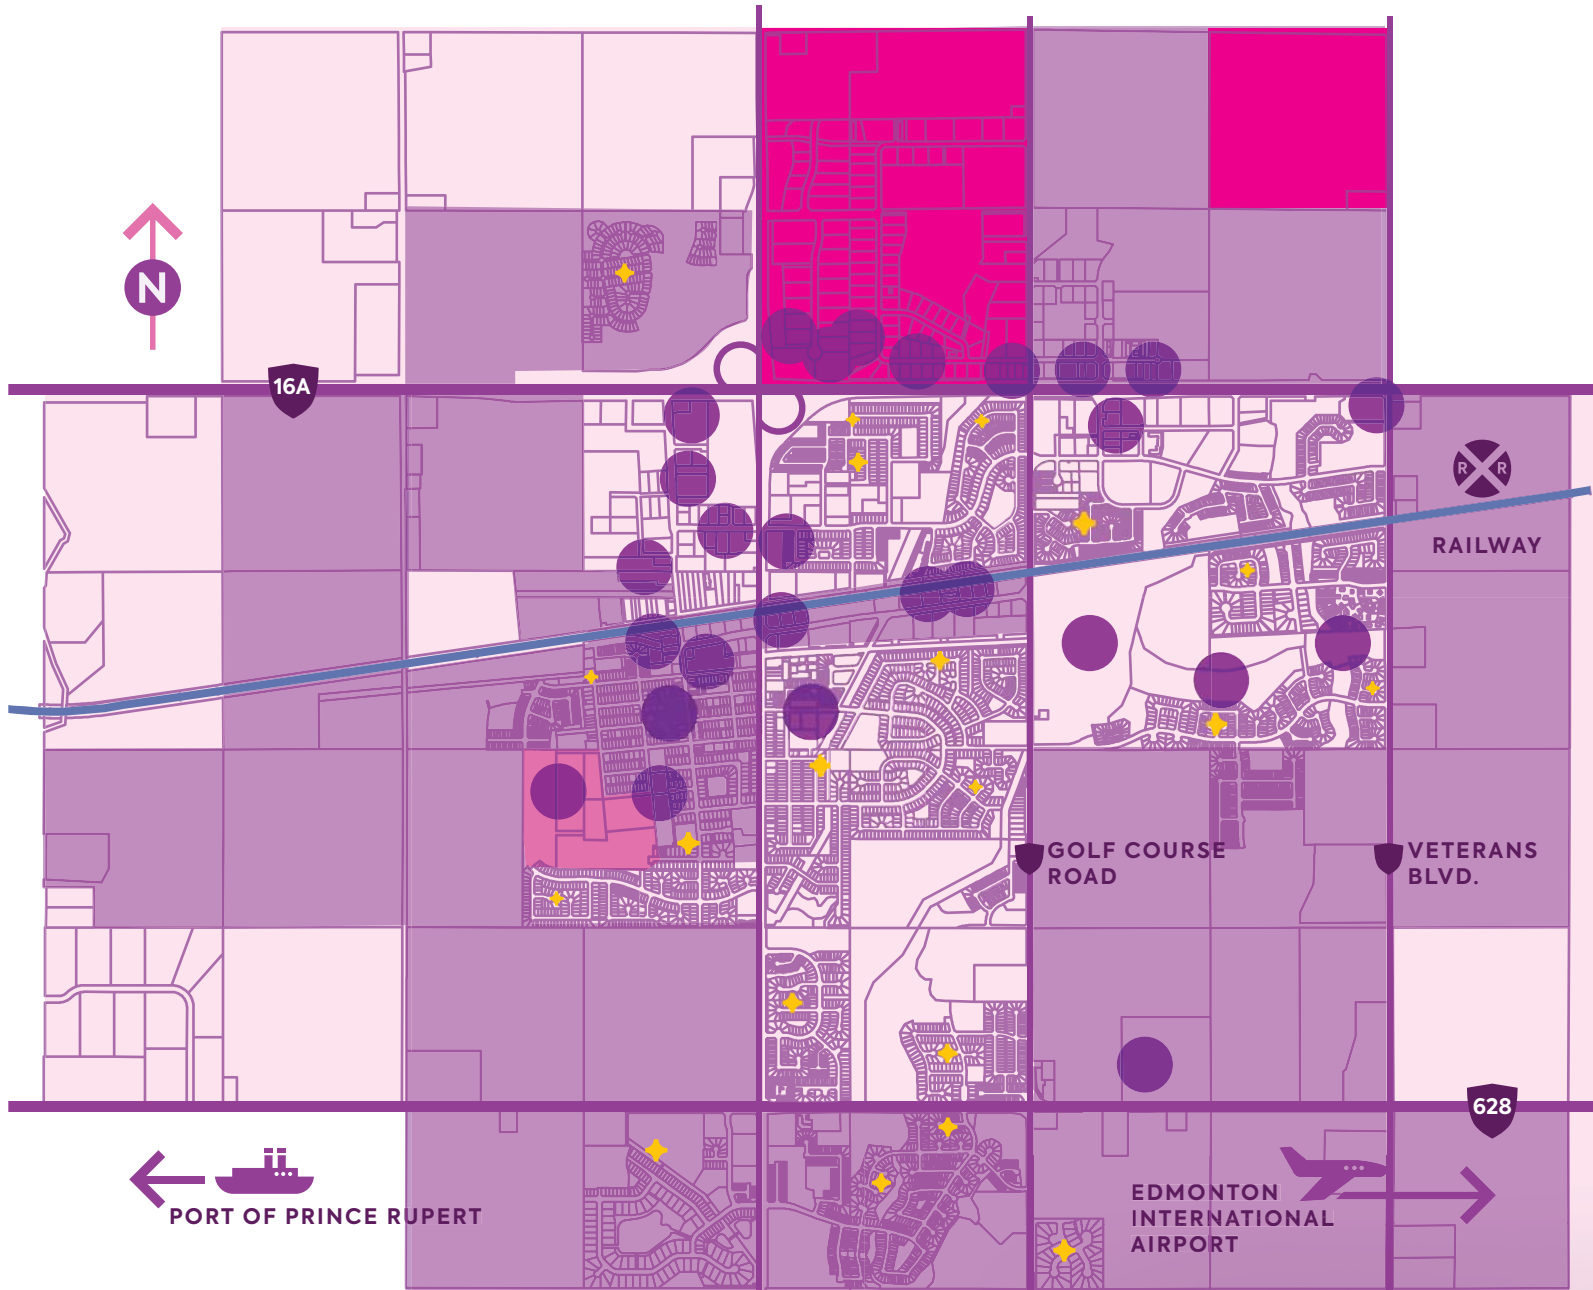 N
16A
R R
RAILWAY
GOLF COURSE
ROAD
VETERANS
BLVD.
628
PORT OF PRINCE RUPERT
EDMONTON
INTERNATIONAL
AIRPORT